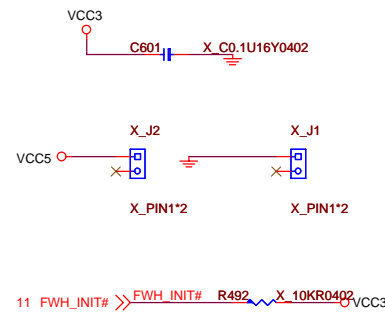 VCC3
C601 X_C0.1U16Y0402
X_J2 X_J1
VCC5
X_PIN1*2 X_PIN1*2
11 FWH_INIT# FWH_INIT# R492 X_10KR0402 VCC3